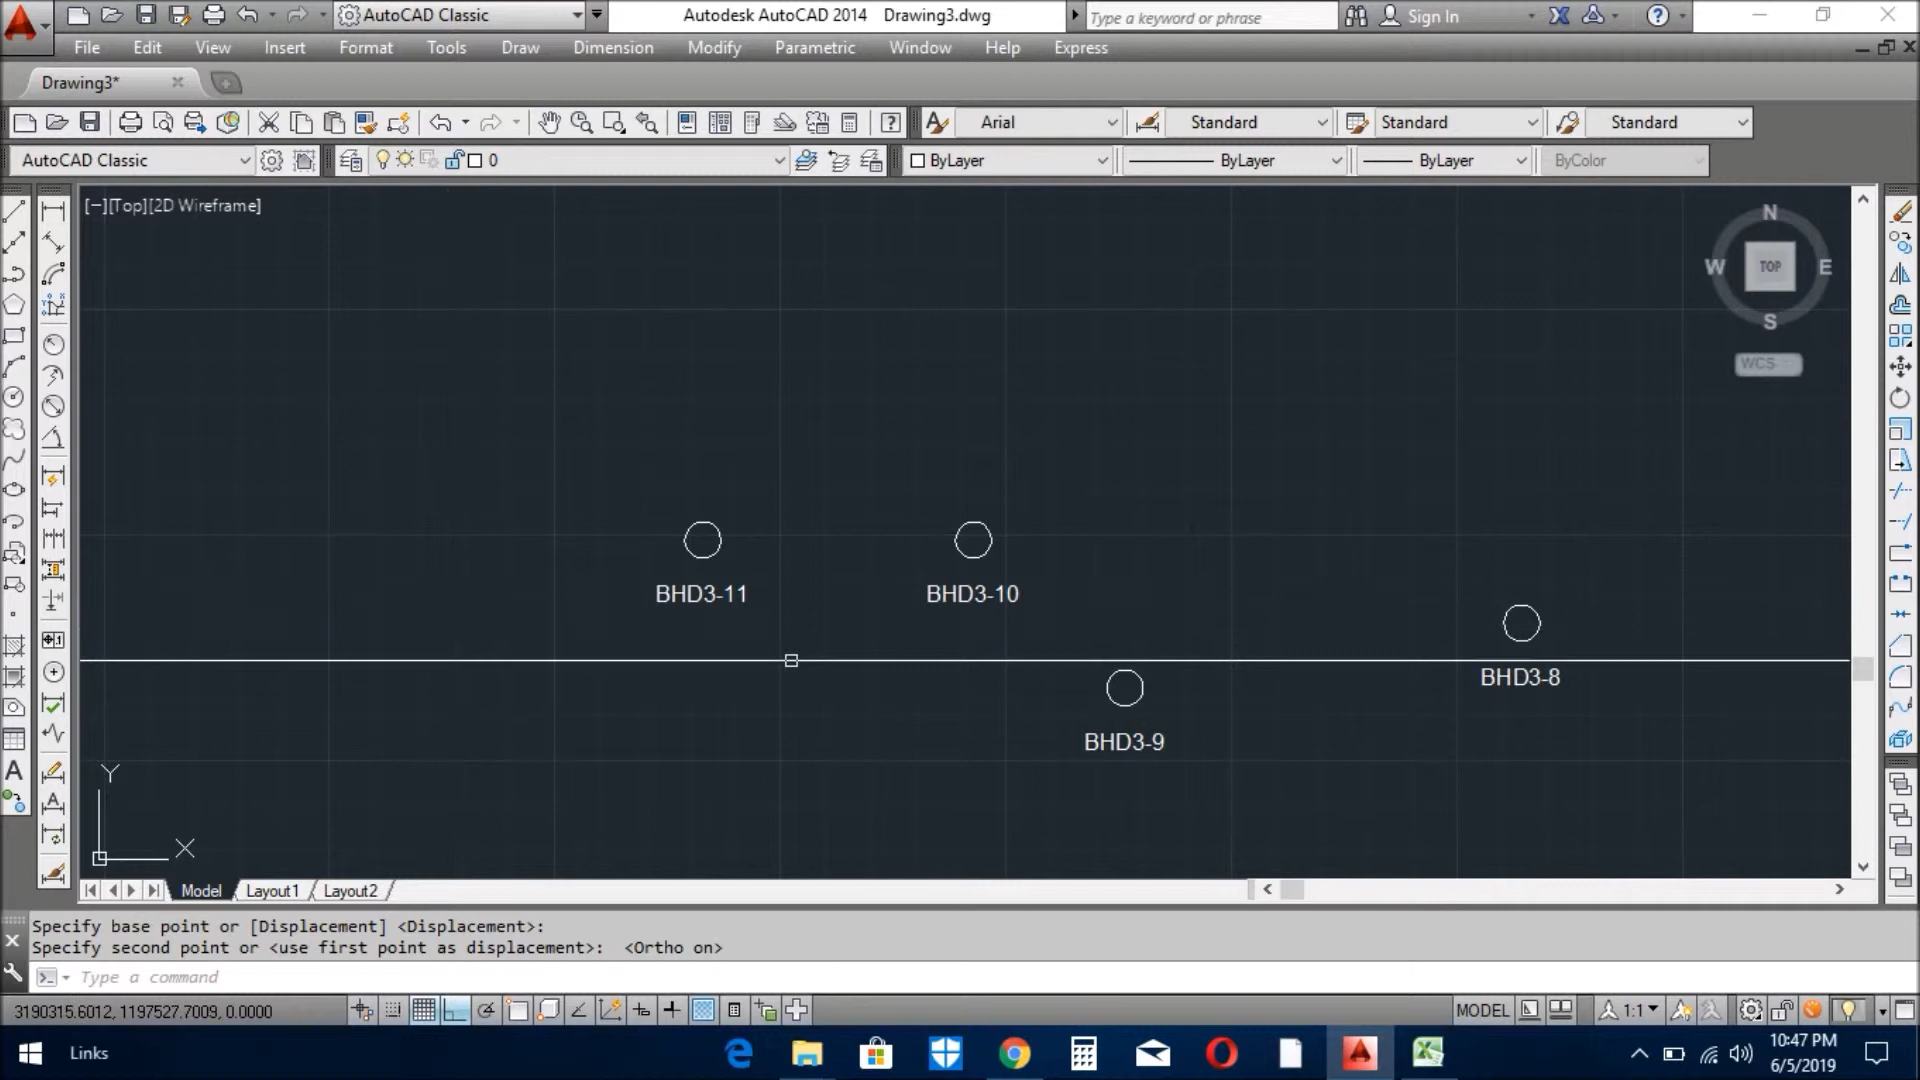 AutoCAD Classic
Autodesk AutoCAD 2014 Drawing3.dwg
Type a keyword or phrase
Sign In
File Edit View Insert Format Tools Draw Dimension Modify Parametric Window Help Express
Drawing3*
Arial Standard Standard Standard
AutoCAD Classic 0 ByLayer ByLayer ByLayer ByColor
[−][Top][2D Wireframe]
N
W TOP E
S
WCS
BHD3-11 BHD3-10
BHD3-8
BHD3-9
Y
X
Model Layout1 Layout2
Specify base point or [Displacement] <Displacement>:
Specify second point or <use first point as displacement>: <Ortho on>
Type a command
3190315.6012, 1197527.7009, 0.0000 MODEL 1:1
Links
10:47 PM
6/5/2019